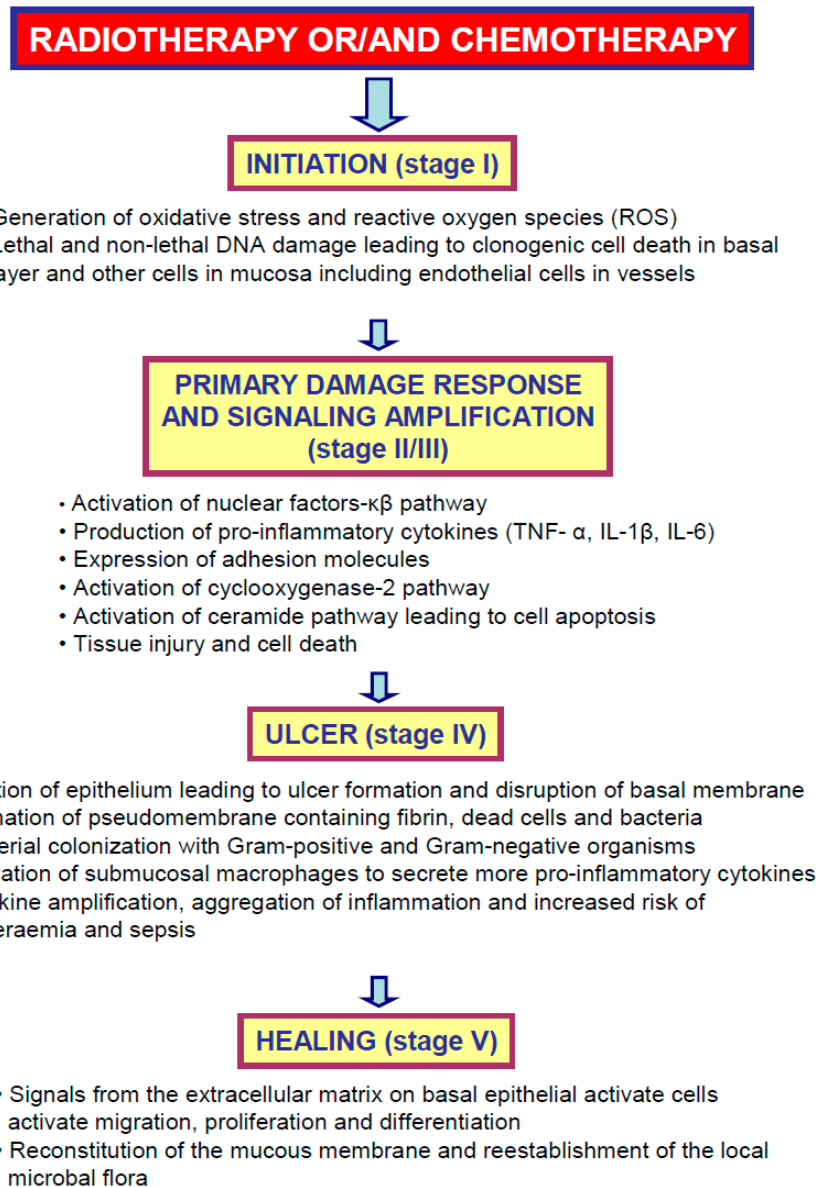 RADIOTHERAPY OR/AND CHEMOTHERAPY
INITIATION (stage I)
Generation of oxidative stress and reactive oxygen species (ROS)
Lethal and non-lethal DNA damage leading to clonogenic cell death in basal
ayer and other cells in mucosa including endothelial cells in vessels
PRIMARY DAMAGE RESPONSE
AND SIGNALING AMPLIFICATION
(stage II/III)
• Activation of nuclear factors-κβ pathway
• Production of pro-inflammatory cytokines (TNF- α, IL-1β, IL-6)
• Expression of adhesion molecules
• Activation of cyclooxygenase-2 pathway
• Activation of ceramide pathway leading to cell apoptosis
• Tissue injury and cell death
ULCER (stage IV)
tion of epithelium leading to ulcer formation and disruption of basal membrane
nation of pseudomembrane containing fibrin, dead cells and bacteria
erial colonization with Gram-positive and Gram-negative organisms
vation of submucosal macrophages to secrete more pro-inflammatory cytokines
kine amplification, aggregation of inflammation and increased risk of
eraemia and sepsis
HEALING (stage V)
• Signals from the extracellular matrix on basal epithelial activate cells
activate migration, proliferation and differentiation
• Reconstitution of the mucous membrane and reestablishment of the local
microbal flora